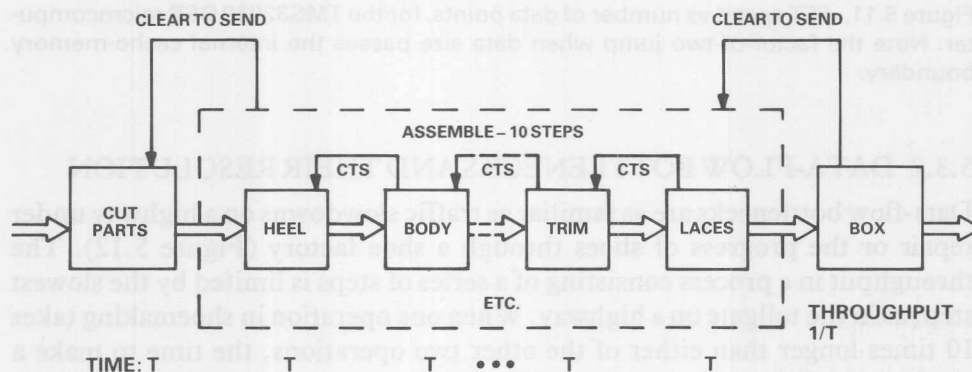 CLEAR TO SEND
CLEAR TO SEND
ASSEMBLE – 10 STEPS
CTS
CTS
CTS
CUT PARTS
HEEL
BODY
TRIM
LACES
BOX
ETC.
THROUGHPUT
1/T
TIME: T T T ••• T T
Figure 5.11. number of data points, for the microcompu-
ter. Note the factor-of-two jump when data size passes the internal cache-memory
boundary.
5.3.2 DATA-FLOW BOTTLENECKS AND THEIR RESOLUTION
Data-flow bottlenecks are as familiar as traffic slowdowns on a highway under
repair or the progress of shoes through a shoe factory (Figure 5.12). The
throughput in a process consisting of a series of steps is limited by the slowest
tailgate on a highway. When one operation in shoemaking takes
10 times longer than either of the other two operations, the time to make a